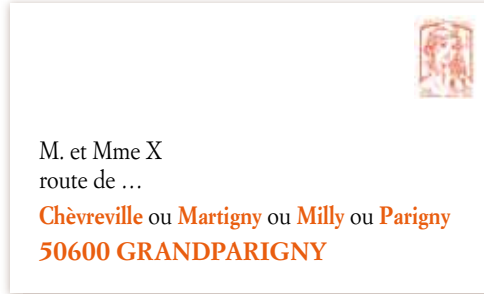 M. et Mme X
route de …
Chèvreville ou Martigny ou Milly ou Parigny
50600 GRANDPARIGNY